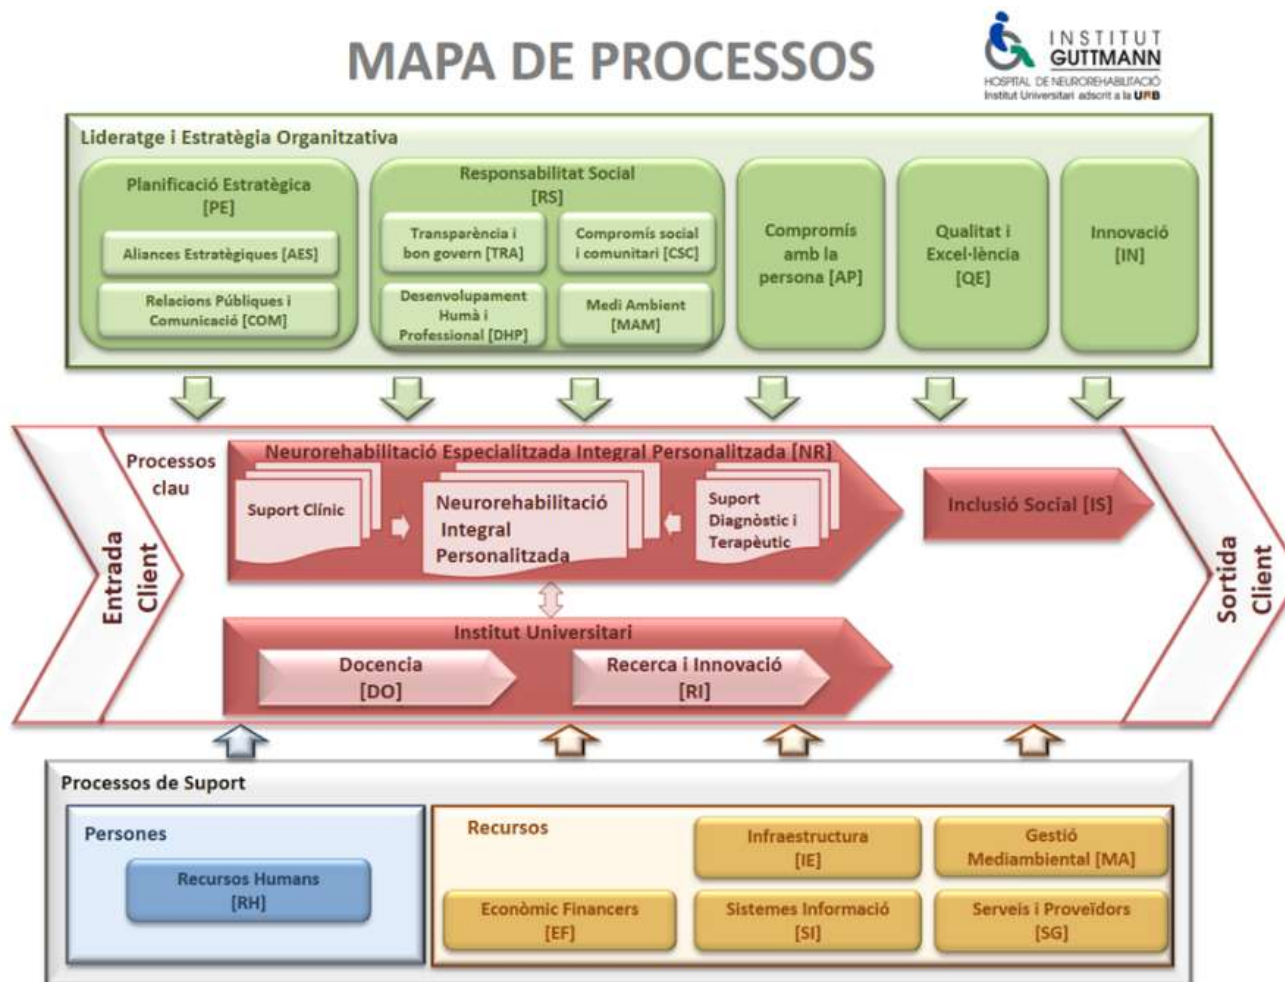 MAPA DE PROCESSOS
INSTITUT
GUTTMANN
HOSPITAL DE NEUROREHABILITACIÓ
Institut Universitari adscrit a la UAB
Lideratge i Estratègia Organitzativa
Planificació Estratègica
[PE]
Aliances Estratègiques [AES]
Relacions Públiques i
Comunicació [COM]
Responsabilitat Social
[RS]
Transparència i
bon govern [TRA]
Compromís social
i comunitari [CSC]
Desenvolupament
Humà i
Professional [DHP]
Medi Ambient
[MAM]
Compromís
amb la
persona [AP]
Qualitat i
Excel·lència
[QE]
Innovació
[IN]
Entrada
Client
Processos
clau
Neurorehabilitació Especialitzada Integral Personalitzada [NR]
Suport Clínic
Neurorehabilitació
Integral
Personalitzada
Suport
Diagnòstic i
Terapèutic
Inclusió Social [IS]
Institut Universitari
Docencia
[DO]
Recerca i Innovació
[RI]
Sortida
Client
Processos de Suport
Persones
Recursos Humans
[RH]
Recursos
Infraestructura
[IE]
Gestió
Mediambiental [MA]
Econòmic Financers
[EF]
Sistemes Informació
[SI]
Serveis i Proveïdors
[SG]